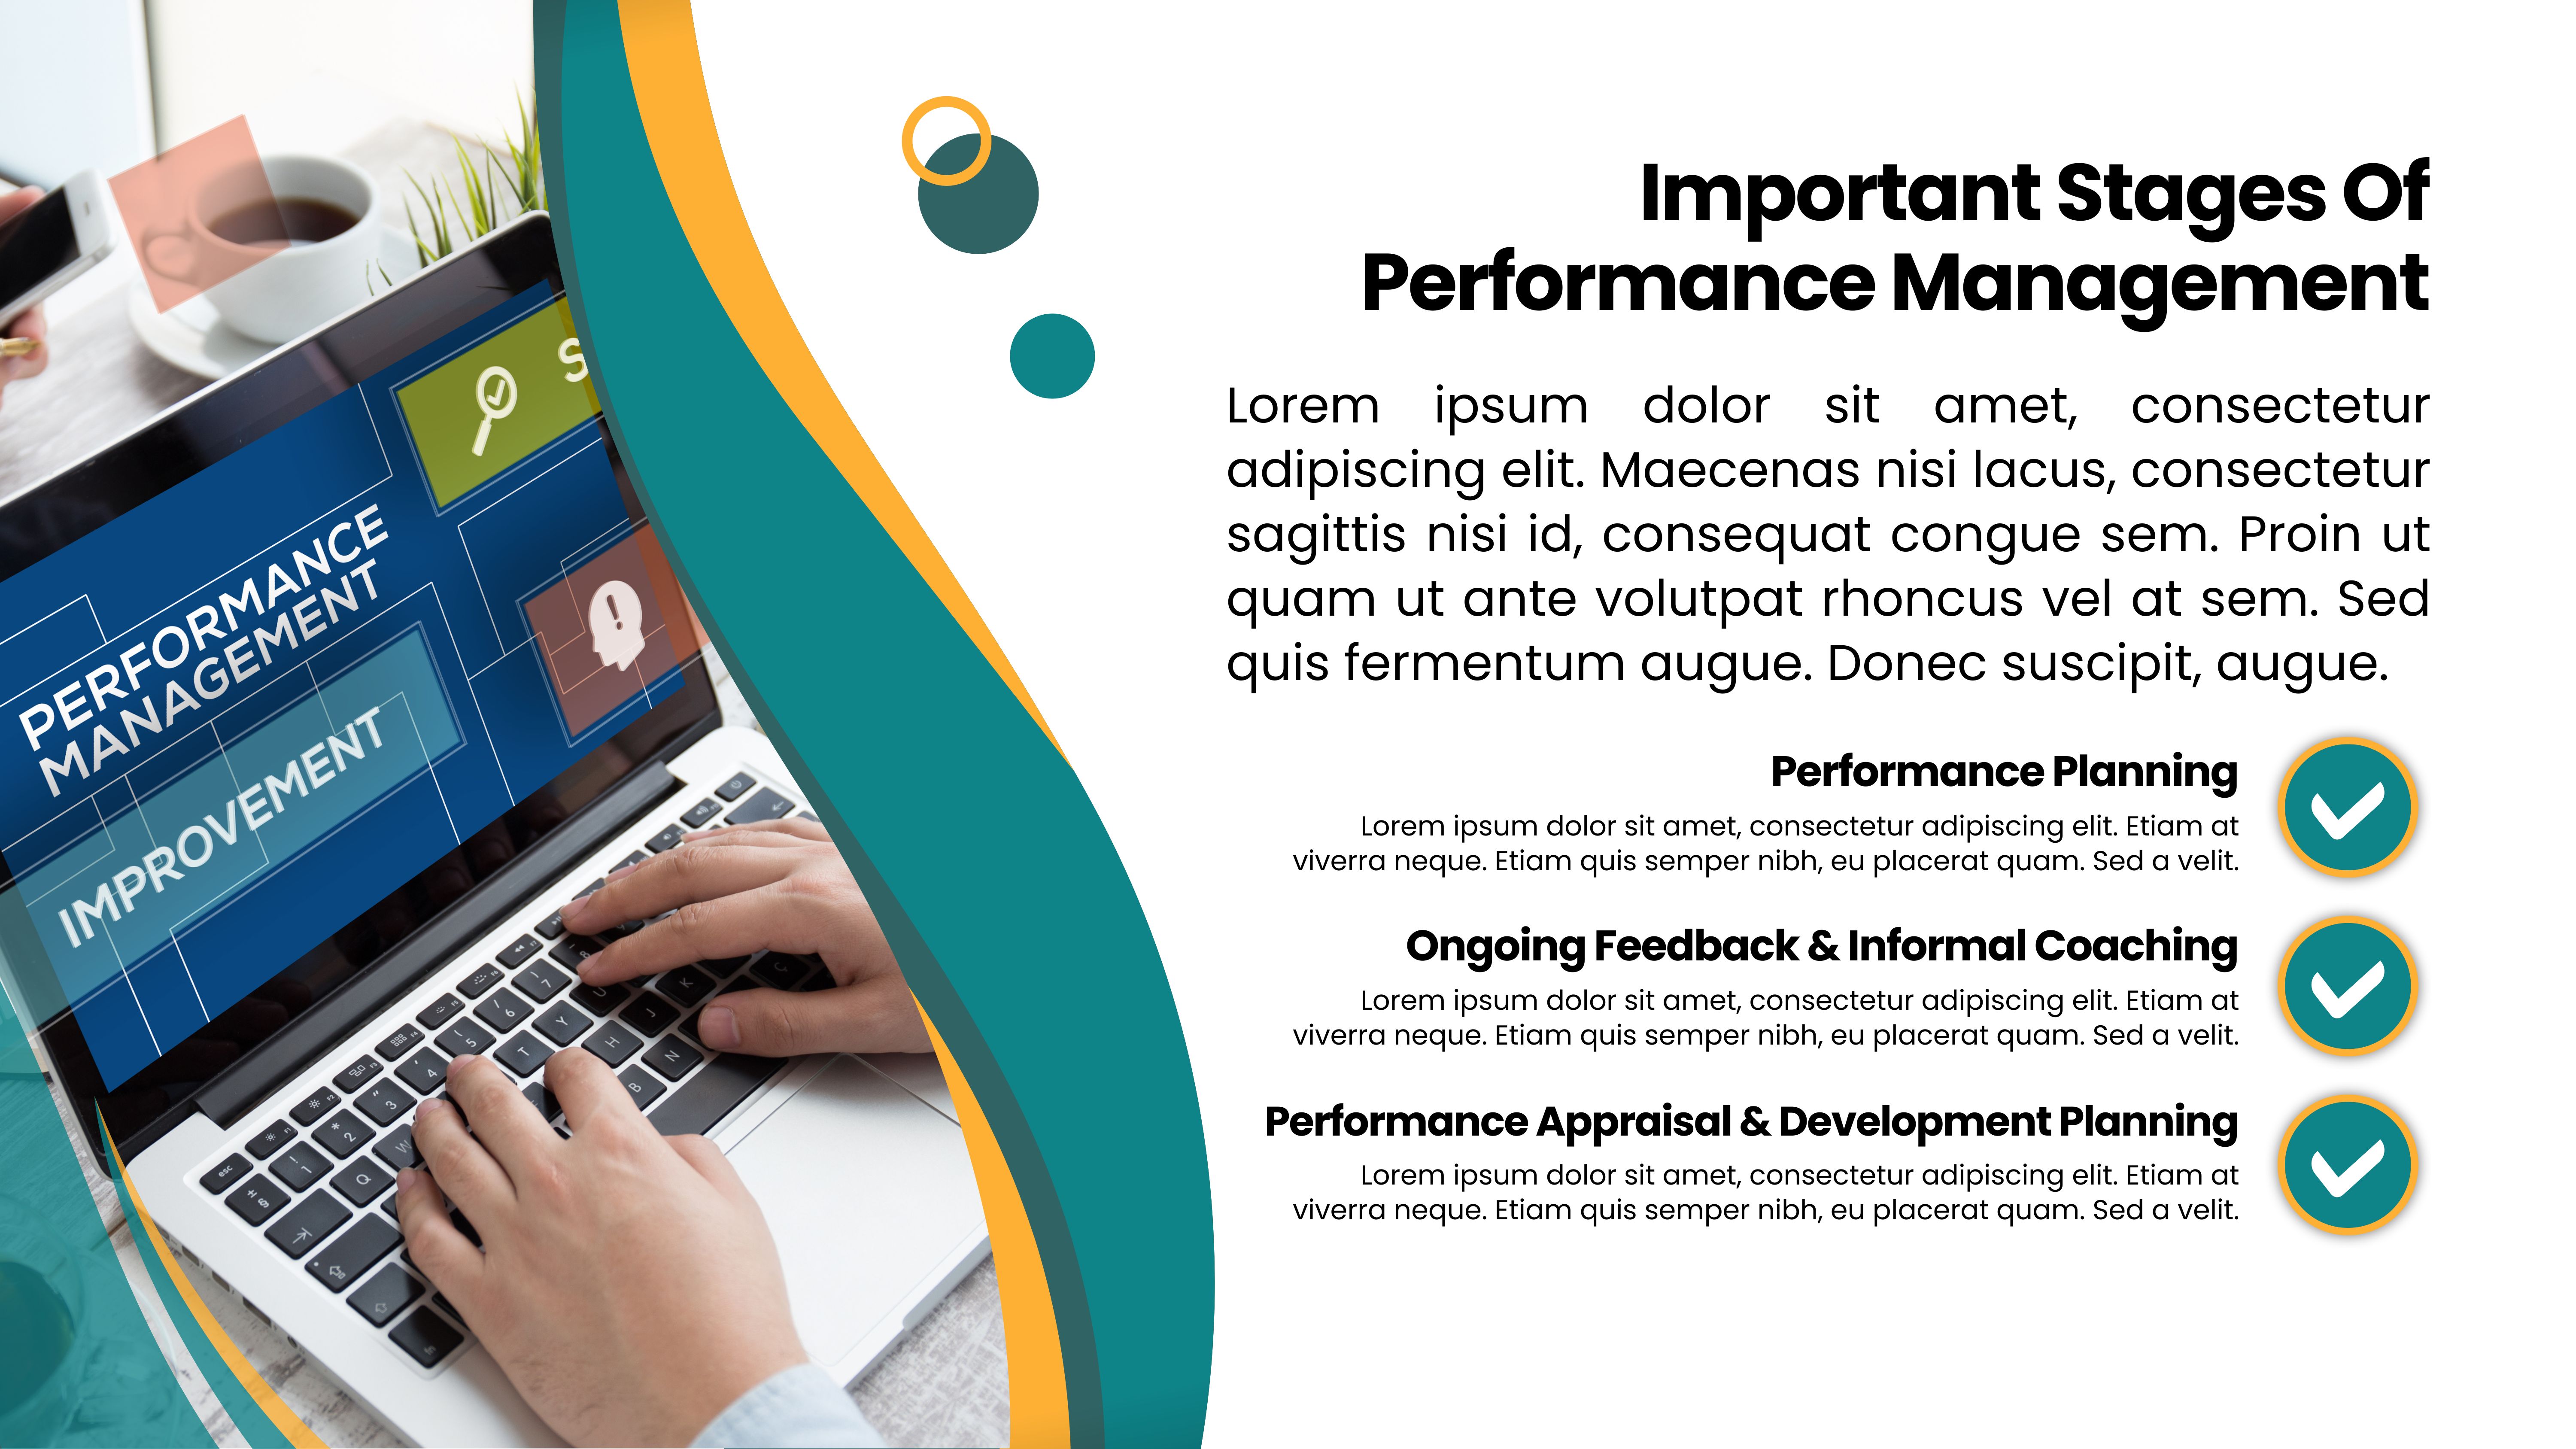 Important Stages Of
Performance Management
Lorem ipsum dolor sit amet, consectetur
adipiscing elit. Maecenas nisi lacus, consectetur
sagittis nisi id, consequat congue sem. Proin ut
quam ut ante volutpat rhoncus vel at sem. Sed
quis fermentum augue. Donec suscipit, augue.
Performance Planning
Lorem ipsum dolor sit amet, consectetur adipiscing elit. Etiam at
viverra neque. Etiam quis semper nibh, eu placerat quam. Sed a velit.
Ongoing Feedback & Informal Coaching
Lorem ipsum dolor sit amet, consectetur adipiscing elit. Etiam at
viverra neque. Etiam quis semper nibh, eu placerat quam. Sed a velit.
Performance Appraisal & Development Planning
Lorem ipsum dolor sit amet, consectetur adipiscing elit. Etiam at
viverra neque. Etiam quis semper nibh, eu placerat quam. Sed a velit.
PERFORMANCE
MANAGEMENT
IMPROVEMENT